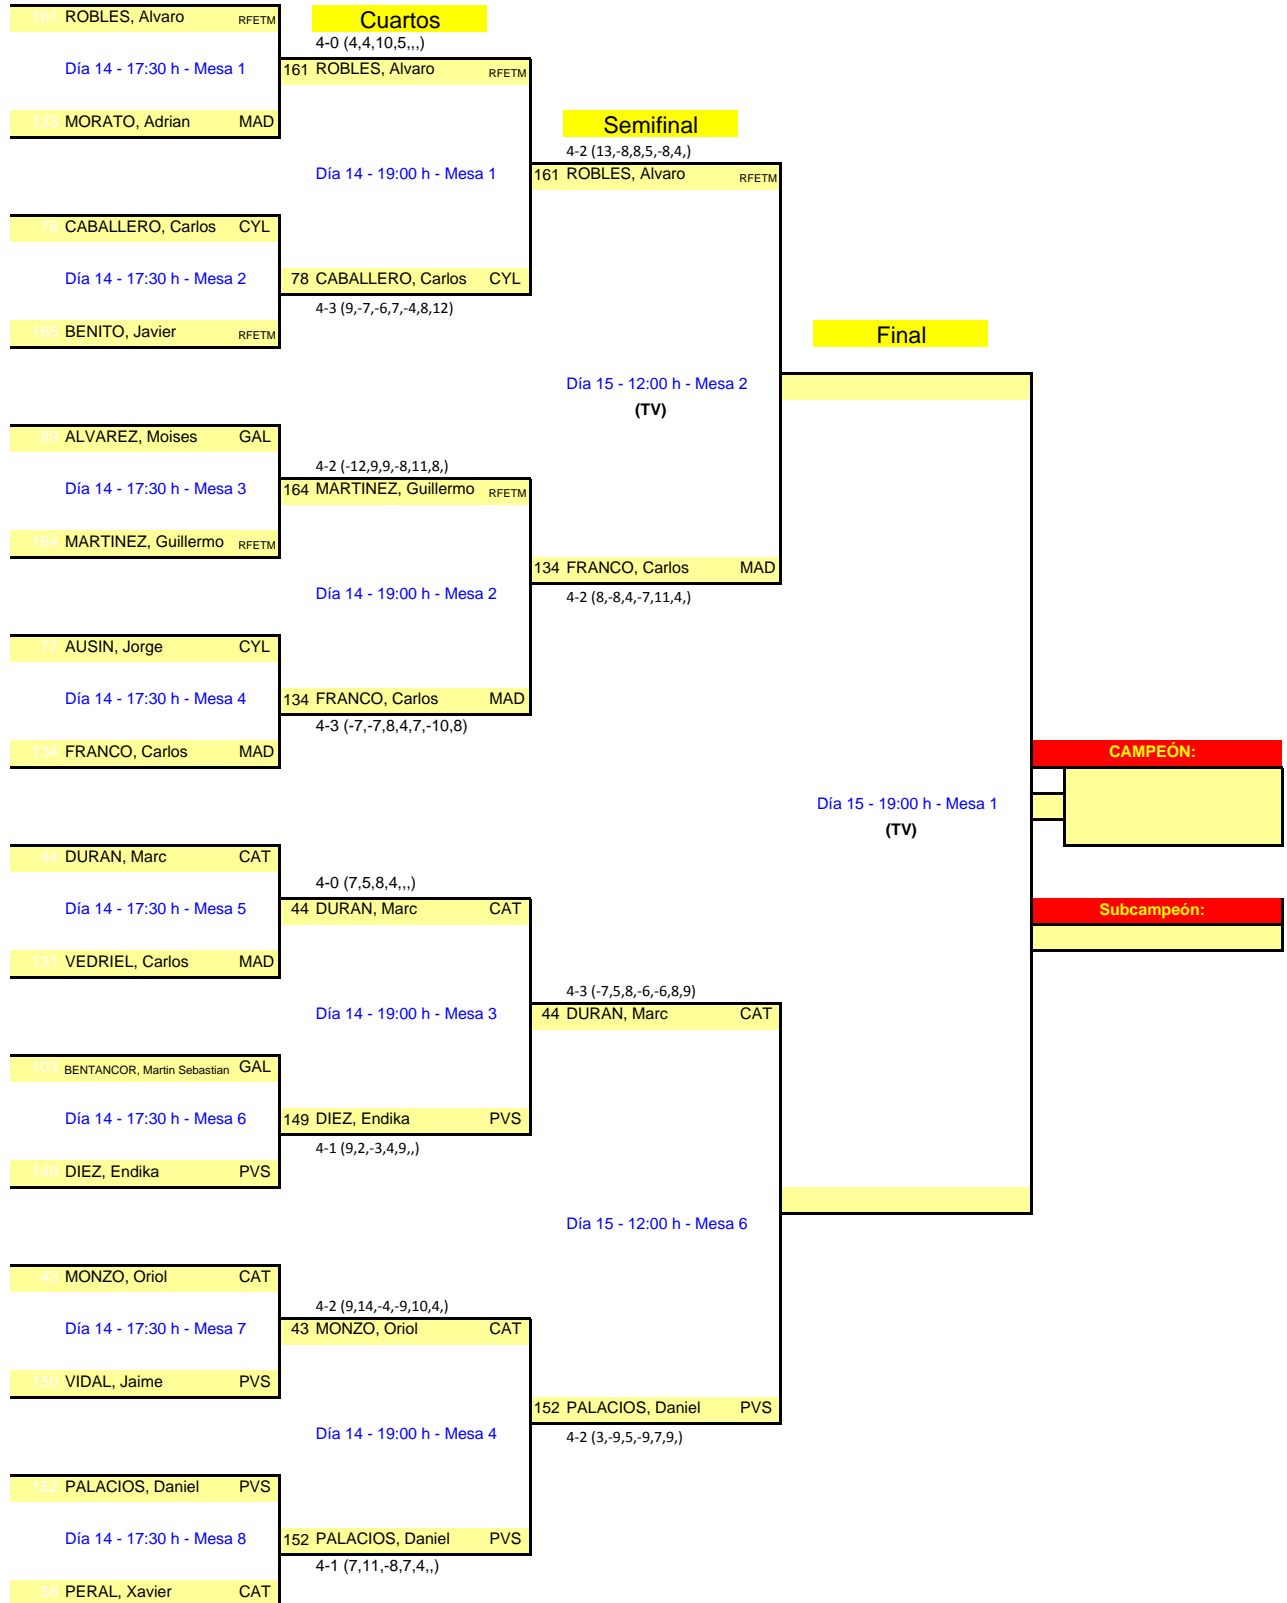 161 ROBLES, Alvaro RFETM
Cuartos
4-0 (4,4,10,5,,,)
Día 14 - 17:30 h - Mesa 1
161 ROBLES, Alvaro RFETM
133 MORATO, Adrian MAD
Semifinal
4-2 (13,-8,8,5,-8,4,)
Día 14 - 19:00 h - Mesa 1
161 ROBLES, Alvaro RFETM
78 CABALLERO, Carlos CYL
Día 14 - 17:30 h - Mesa 2
78 CABALLERO, Carlos CYL
4-3 (9,-7,-6,7,-4,8,12)
165 BENITO, Javier RFETM
Final
Día 15 - 12:00 h - Mesa 2
(TV)
ALVAREZ, Moises GAL
4-2 (-12,9,9,-8,11,8,)
Día 14 - 17:30 h - Mesa 3
164 MARTINEZ, Guillermo RFETM
164 MARTINEZ, Guillermo RFETM
134 FRANCO, Carlos MAD
Día 14 - 19:00 h - Mesa 2
4-2 (8,-8,4,-7,11,4,)
77 AUSIN, Jorge CYL
Día 14 - 17:30 h - Mesa 4
134 FRANCO, Carlos MAD
4-3 (-7,-7,8,4,7,-10,8)
134 FRANCO, Carlos MAD
CAMPEÓN:
Día 15 - 19:00 h - Mesa 1
(TV)
44 DURAN, Marc CAT
4-0 (7,5,8,4,,,)
Día 14 - 17:30 h - Mesa 5
44 DURAN, Marc CAT
Subcampeón:
131 VEDRIEL, Carlos MAD
4-3 (-7,5,8,-6,-6,8,9)
Día 14 - 19:00 h - Mesa 3
44 DURAN, Marc CAT
103 BENTANCOR, Martin Sebastian GAL
Día 14 - 17:30 h - Mesa 6
149 DIEZ, Endika PVS
4-1 (9,2,-3,4,9,,)
149 DIEZ, Endika PVS
Día 15 - 12:00 h - Mesa 6
43 MONZO, Oriol CAT
4-2 (9,14,-4,-9,10,4,)
Día 14 - 17:30 h - Mesa 7
43 MONZO, Oriol CAT
150 VIDAL, Jaime PVS
152 PALACIOS, Daniel PVS
Día 14 - 19:00 h - Mesa 4
4-2 (3,-9,5,-9,7,9,)
152 PALACIOS, Daniel PVS
Día 14 - 17:30 h - Mesa 8
152 PALACIOS, Daniel PVS
4-1 (7,11,-8,7,4,,)
58 PERAL, Xavier CAT